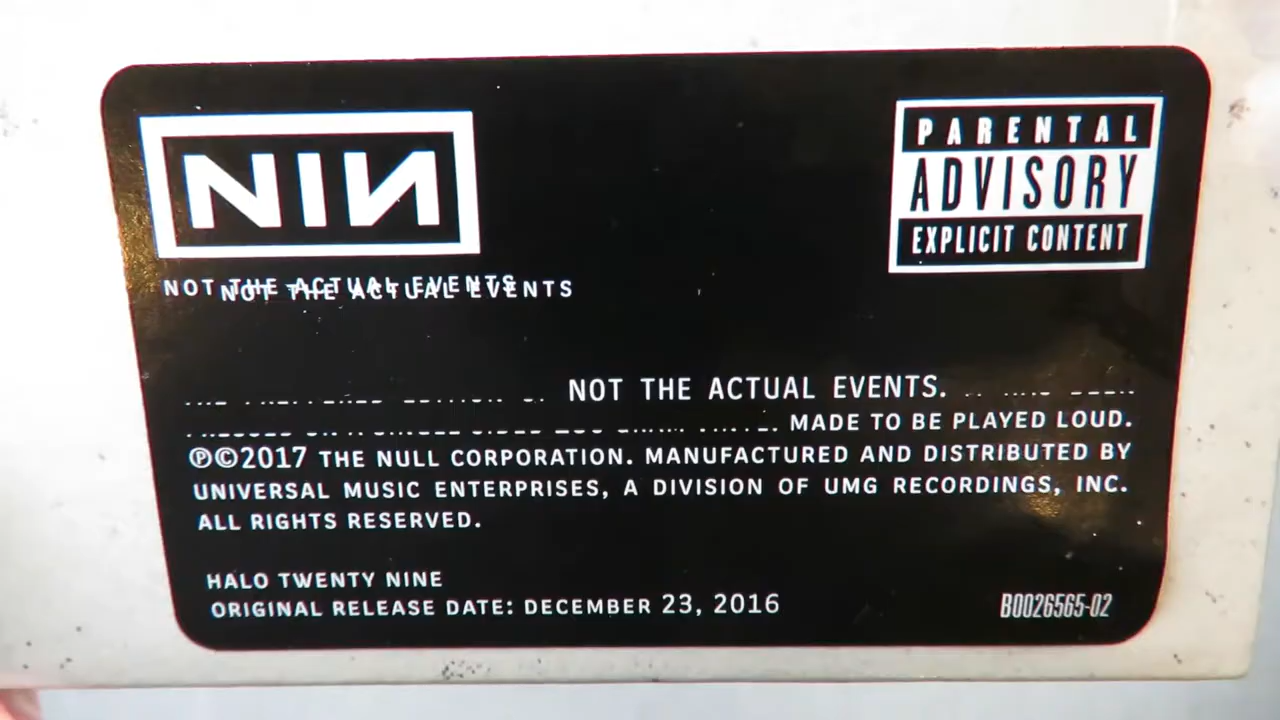 NIN
PARENTAL
ADVISORY
EXPLICIT CONTENT
NOT THE ACTUAL EVENTS
NOT THE ACTUAL EVENTS
NOT THE ACTUAL EVENTS.
MADE TO BE PLAYED LOUD.
℗©2017 THE NULL CORPORATION. MANUFACTURED AND DISTRIBUTED BY
UNIVERSAL MUSIC ENTERPRISES, A DIVISION OF UMG RECORDINGS, INC.
ALL RIGHTS RESERVED.
HALO TWENTY NINE
ORIGINAL RELEASE DATE: DECEMBER 23, 2016
B0026565-02